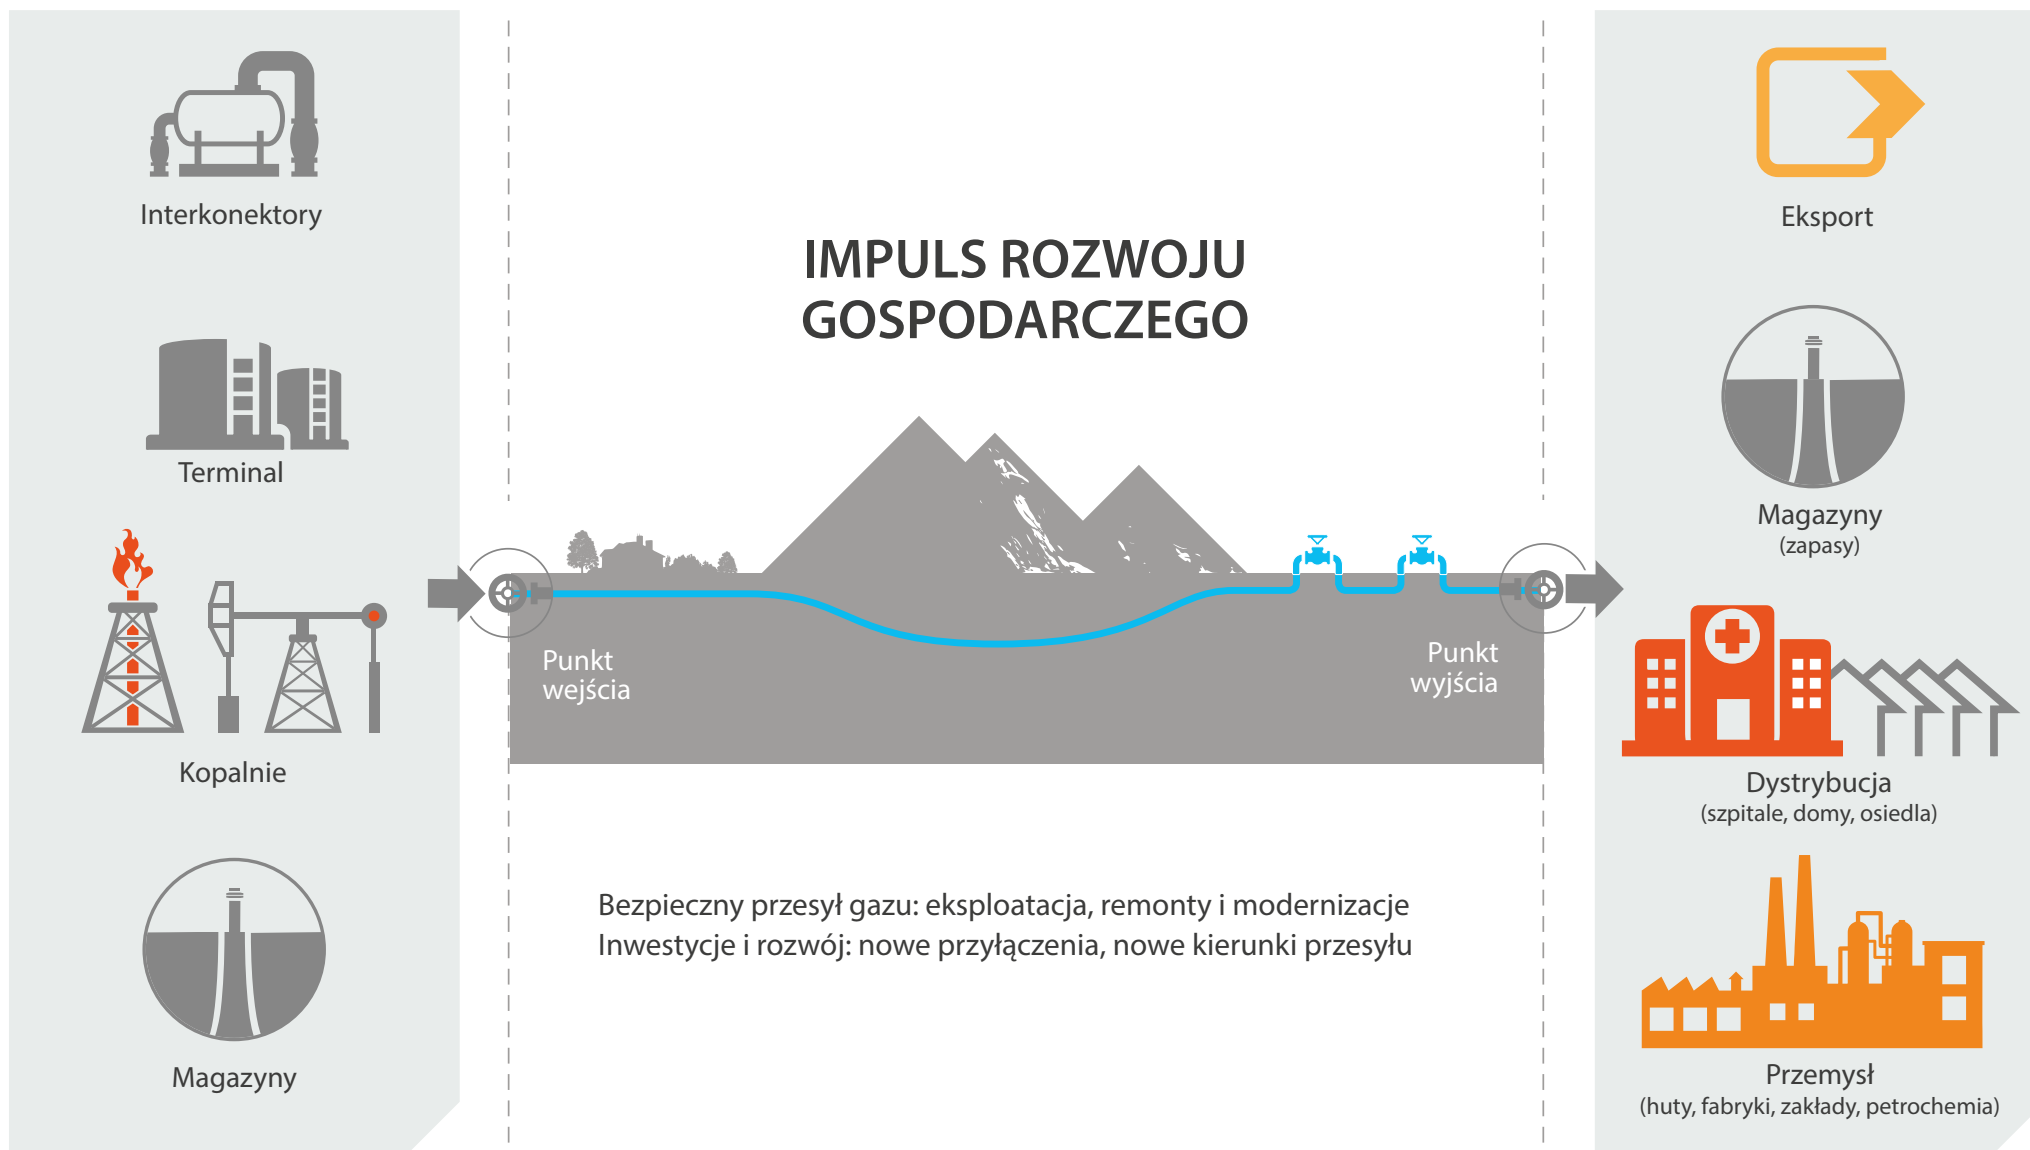 Interkonektory
Terminal
Kopalnie
Magazyny
IMPULS ROZWOJU
GOSPODARCZEGO
Punkt
wejścia
Punkt
wyjścia
Bezpieczny przesył gazu: eksploatacja, remonty i modernizacje
Inwestycje i rozwój: nowe przyłączenia, nowe kierunki przesyłu
Eksport
Magazyny
(zapasy)
Dystrybucja
(szpitale, domy, osiedla)
Przemysł
(huty, fabryki, zakłady, petrochemia)